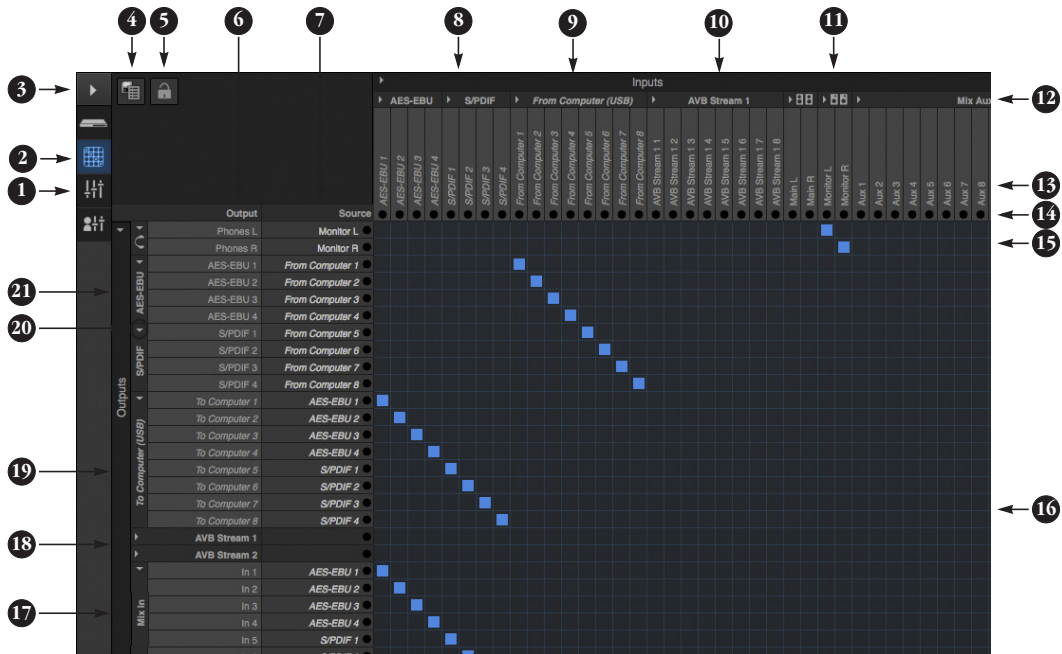 4 5 6 7 8 9 10 11
3
Inputs
AES-EBU S/PDIF From Computer (USB) AVB Stream 1 Mix Aux
12
2
1
AES-EBU 1
AES-EBU 2
AES-EBU 3
AES-EBU 4
S/PDIF 1
S/PDIF 2
S/PDIF 3
S/PDIF 4
From Computer 1
From Computer 2
From Computer 3
From Computer 4
From Computer 5
From Computer 6
From Computer 7
From Computer 8
AVB Stream 1 1
AVB Stream 1 2
AVB Stream 1 3
AVB Stream 1 4
AVB Stream 1 5
AVB Stream 1 6
AVB Stream 1 7
AVB Stream 1 8
Main L
Main R
Monitor L
Monitor R
Aux 1
Aux 2
Aux 3
Aux 4
Aux 5
Aux 6
Aux 7
Aux 8
13
Output Source
14
Phones L Monitor L
15
Phones R Monitor R
21
AES-EBU
AES-EBU 1 From Computer 1
AES-EBU 2 From Computer 2
AES-EBU 3 From Computer 3
AES-EBU 4 From Computer 4
20
S/PDIF
S/PDIF 1 From Computer 5
S/PDIF 2 From Computer 6
S/PDIF 3 From Computer 7
S/PDIF 4 From Computer 8
Outputs
To Computer (USB)
To Computer 1 AES-EBU 1
To Computer 2 AES-EBU 2
To Computer 3 AES-EBU 3
To Computer 4 AES-EBU 4
19
To Computer 5 S/PDIF 1
To Computer 6 S/PDIF 2
To Computer 7 S/PDIF 3
16
To Computer 8 S/PDIF 4
18
AVB Stream 1
AVB Stream 2
17
Mix In
In 1 AES-EBU 1
In 2 AES-EBU 2
In 3 AES-EBU 3
In 4 AES-EBU 4
In 5 S/PDIF 1